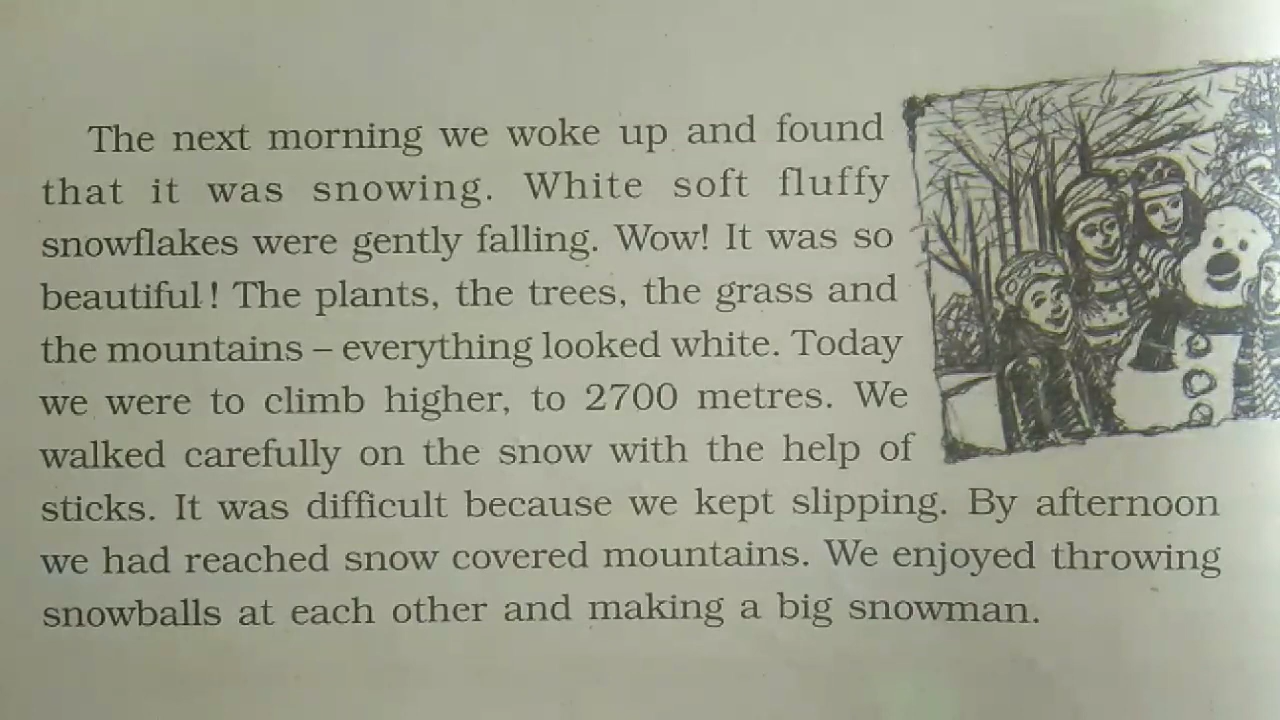 The next morning we woke up and found
that it was snowing. White soft fluffy
snowflakes were gently falling. Wow! It was so
beautiful! The plants, the trees, the grass and
the mountains – everything looked white. Today
we were to climb higher, to 2700 metres. We
walked carefully on the snow with the help of
sticks. It was difficult because we kept slipping. By afternoon
we had reached snow covered mountains. We enjoyed throwing
snowballs at each other and making a big snowman.